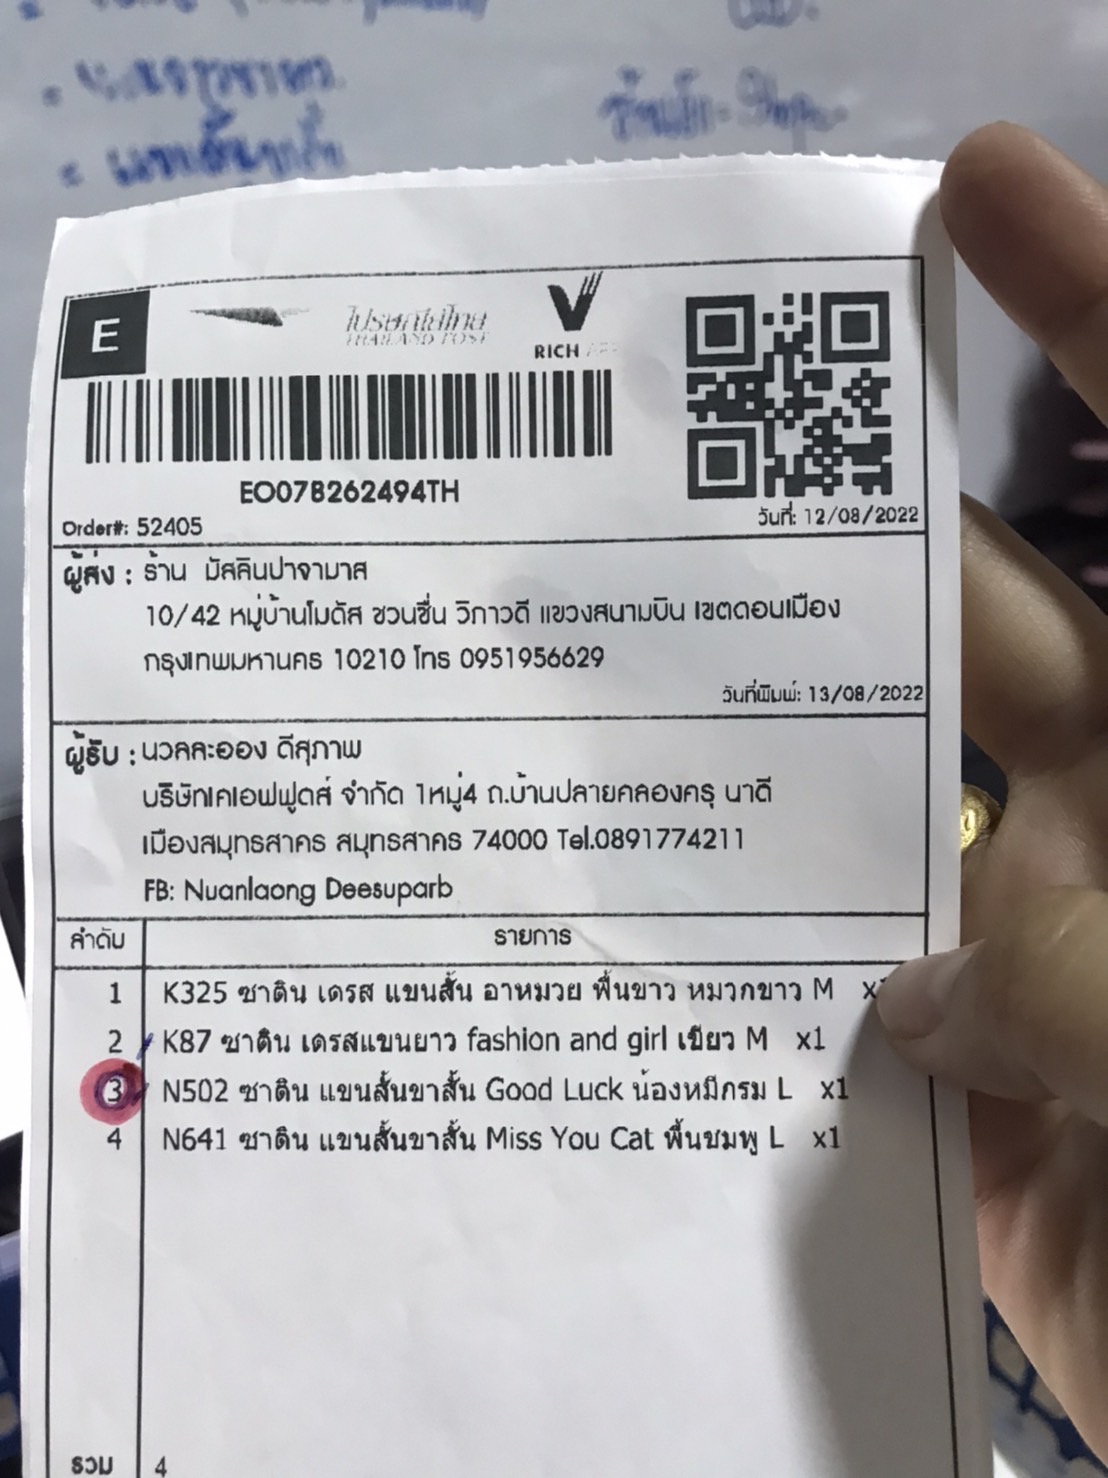 E
ไปรษณีย์ไทย
THAILAND POST
RICH
EO078262494TH
Order#: 52405
วันที่: 12/08/2022
ผู้ส่ง : ร้าน มัสลินปาจามาส
10/42 หมู่บ้านโมดัส ชวนชื่น วิภาวดี แขวงสนามบิน เขตดอนเมือง
กรุงเทพมหานคร 10210 โทร 0951956629
วันที่พิมพ์: 13/08/2022
ผู้รับ : นวลละออง ดีสุภาพ
บริษัทเคเอฟฟูดส์ จำกัด 1หมู่4 ถ.บ้านปลายคลองครุ นาดี
เมืองสมุทรสาคร สมุทรสาคร 74000 Tel.0891774211
FB: Nuanlaong Deesuparb
ลำดับ รายการ
1 K325 ซาติน เดรส แขนสั้น อาหมวย พื้นขาว หมวกขาว M
2 K87 ซาติน เดรสแขนยาว fashion and girl เขียว M x1
3 N502 ซาติน แขนสั้นขาสั้น Good Luck น้องหมีกรม L x1
4 N641 ซาติน แขนสั้นขาสั้น Miss You Cat พื้นชมพู L x1
รวม 4